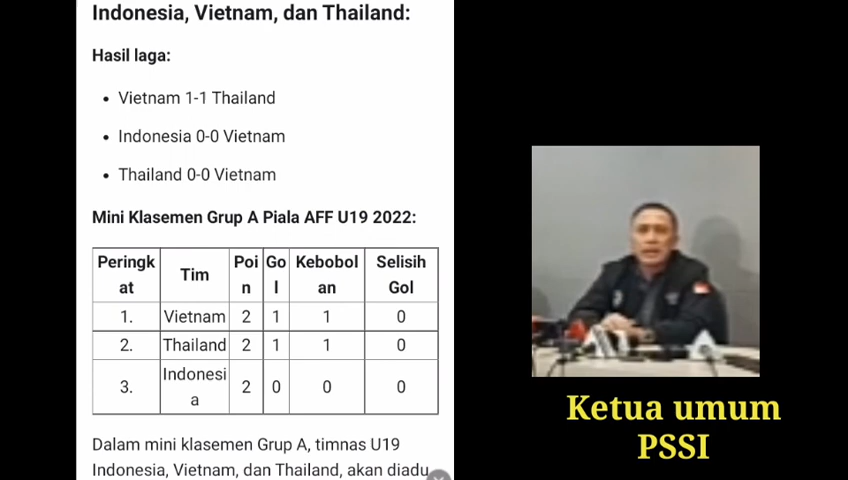 Indonesia, Vietnam, dan Thailand:
Hasil laga:
• Vietnam 1-1 Thailand
• Indonesia 0-0 Vietnam
• Thailand 0-0 Vietnam
Mini Klasemen Grup A Piala AFF U19 2022:
Peringk
at
Tim
Poi
n
Go
l
Kebobol
an
Selisih
Gol
1. Vietnam 2 1 1 0
2. Thailand 2 1 1 0
3. Indonesi
a 2 0 0 0
Dalam mini klasemen Grup A, timnas U19
Indonesia, Vietnam, dan Thailand, akan diadu
Ketua umum
PSSI